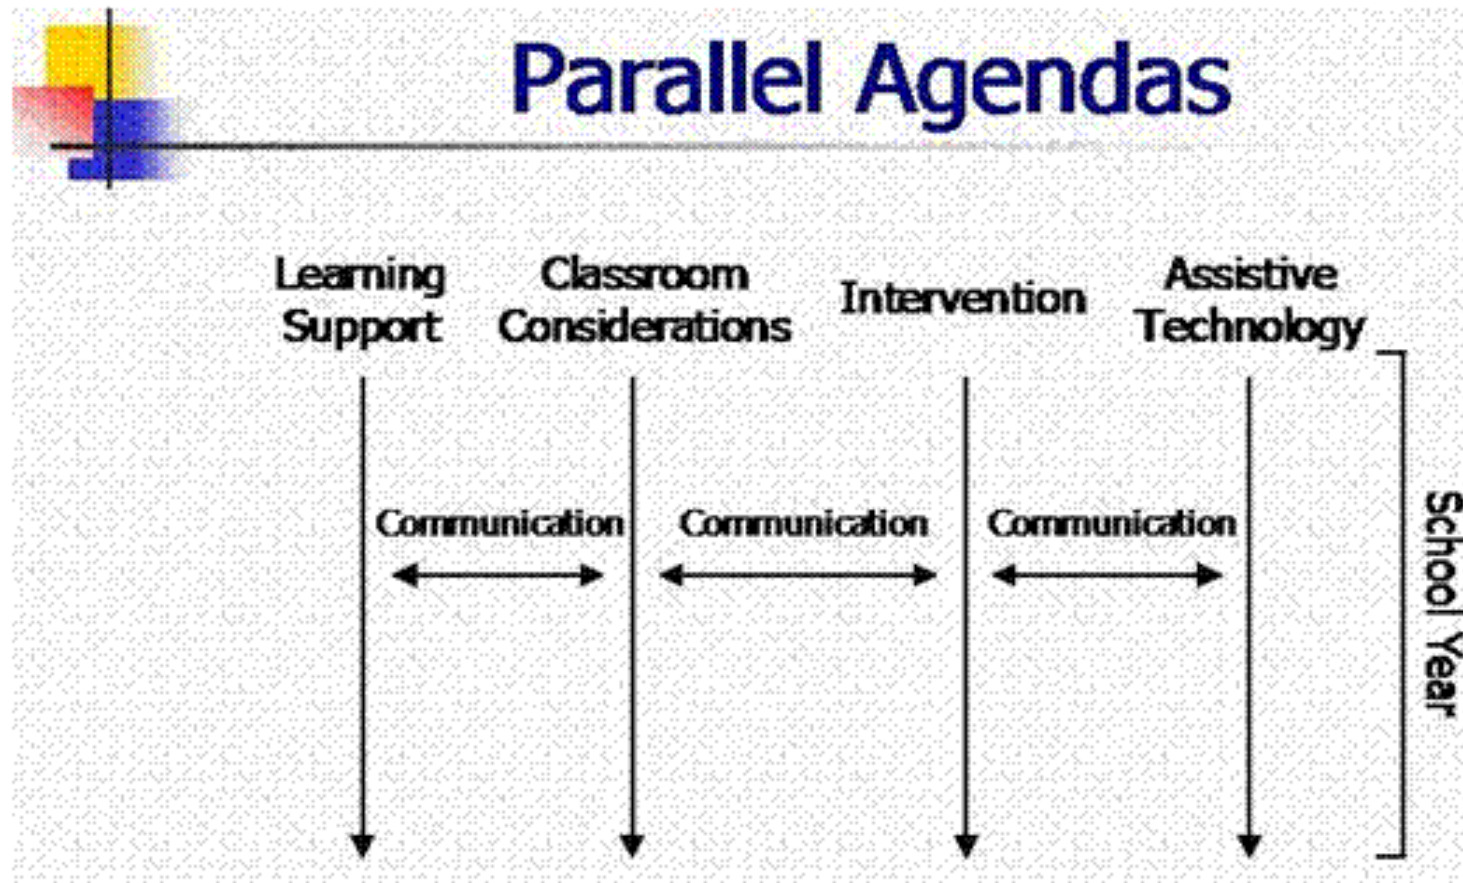 Parallel Agendas
Learning
Support
Classroom
Considerations
Intervention
Assistive
Technology
Communication
Communication
Communication
School Year